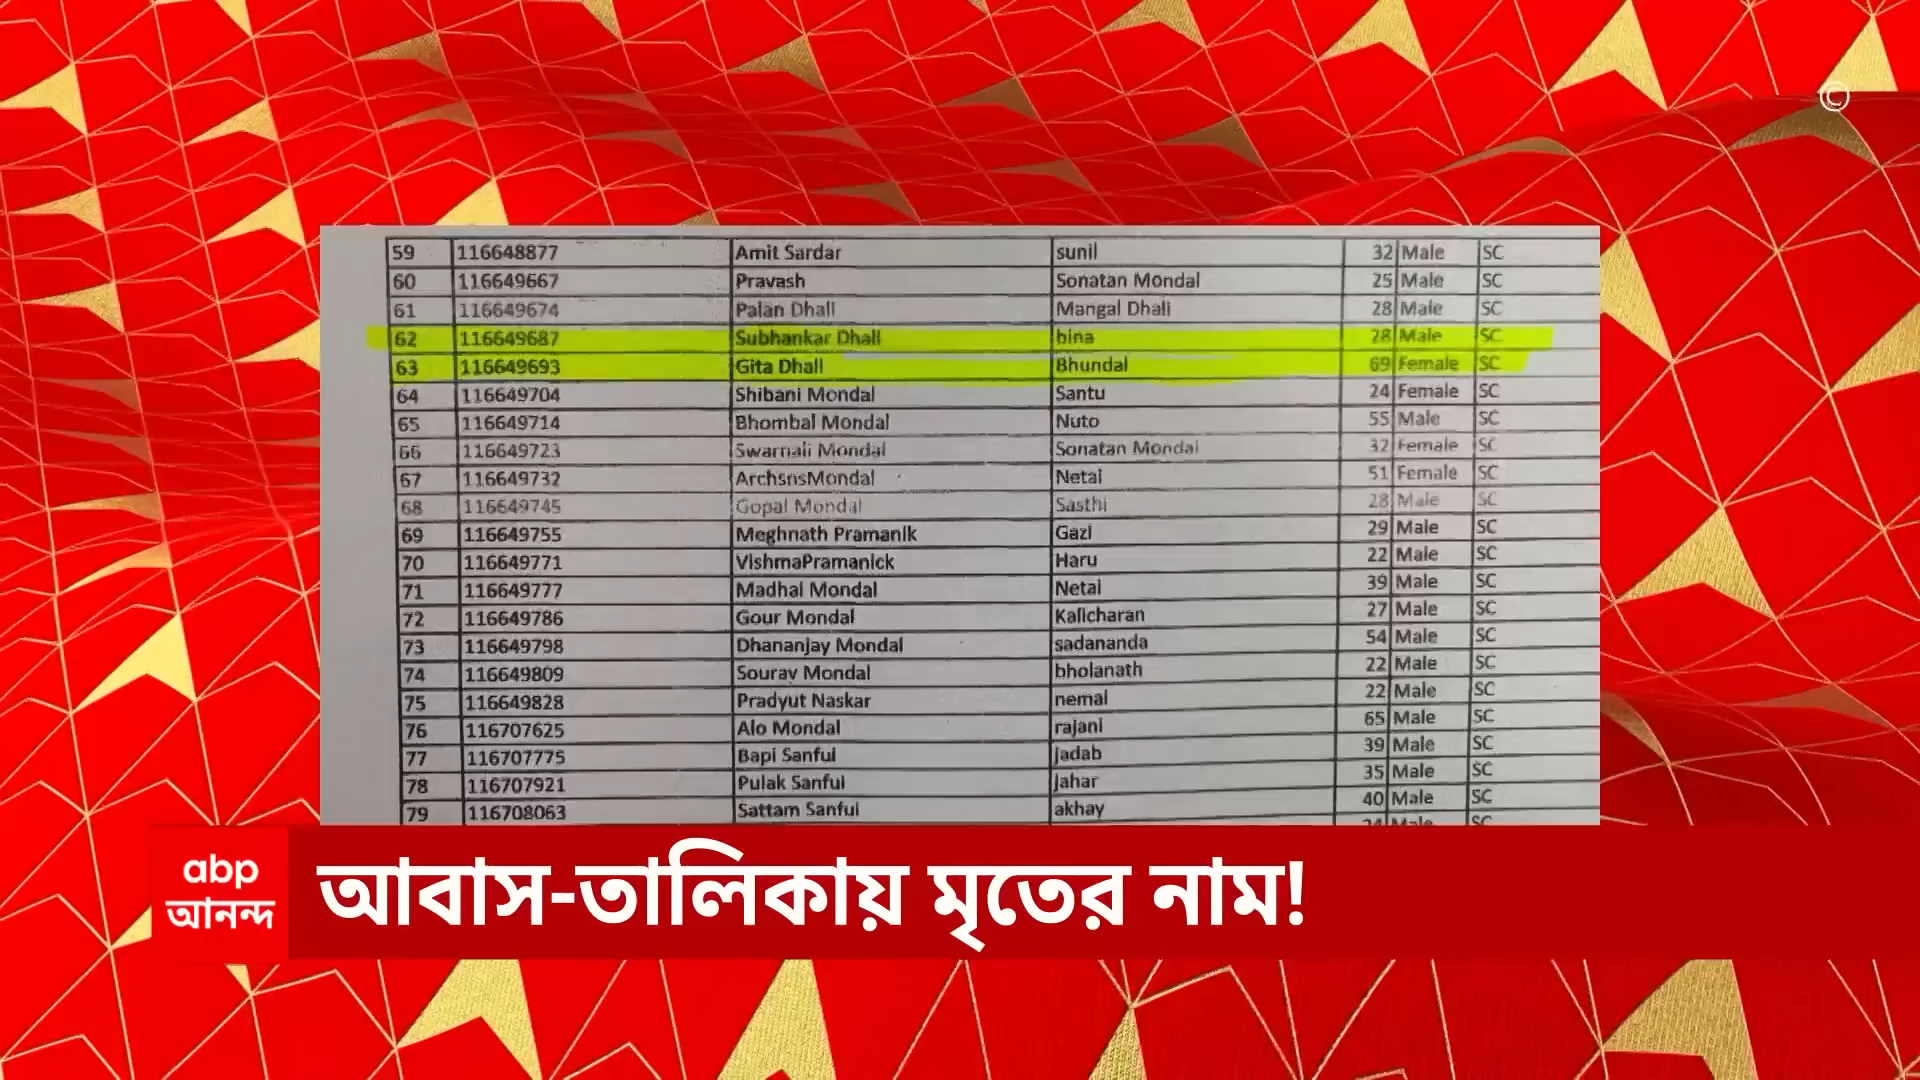 ©
59 116648877 Amit Sardar sunil 32 Male SC
60 116649667 Pravash Sonatan Mondal 25 Male SC
61 116649674 Palan Dhali Mangal Dhali 28 Male SC
62 116649687 Subhankar Dhali bina 28 Male SC
63 116649693 Gita Dhali Bhundal 69 Female SC
64 116649704 Shibani Mondal Santu 24 Female SC
65 116649714 Bhombal Mondal Nuto 55 Male SC
66 116649723 Swarnali Mondal Sonatan Mondal 32 Female SC
67 116649732 ArchsnsMondal Netai 51 Female SC
68 116649745 Gopal Mondal Sasthi 28 Male SC
69 116649755 Meghnath Pramanik Gazi 29 Male SC
70 116649771 VishmaPramanick Haru 22 Male SC
71 116649777 Madhai Mondal Netai 39 Male SC
72 116649786 Gour Mondal Kalicharan 27 Male SC
73 116649798 Dhananjay Mondal sadananda 54 Male SC
74 116649809 Sourav Mondal bholanath 22 Male SC
75 116649828 Pradyut Naskar nemai 22 Male SC
76 116707625 Alo Mondal rajani 65 Male SC
77 116707775 Bapi Sanfui jadab 39 Male SC
78 116707921 Pulak Sanfui jahar 35 Male SC
79 116708063 Sattam Sanfui akhay 40 Male SC
abp
আনন্দ
আবাস-তালিকায় মৃতের নাম!